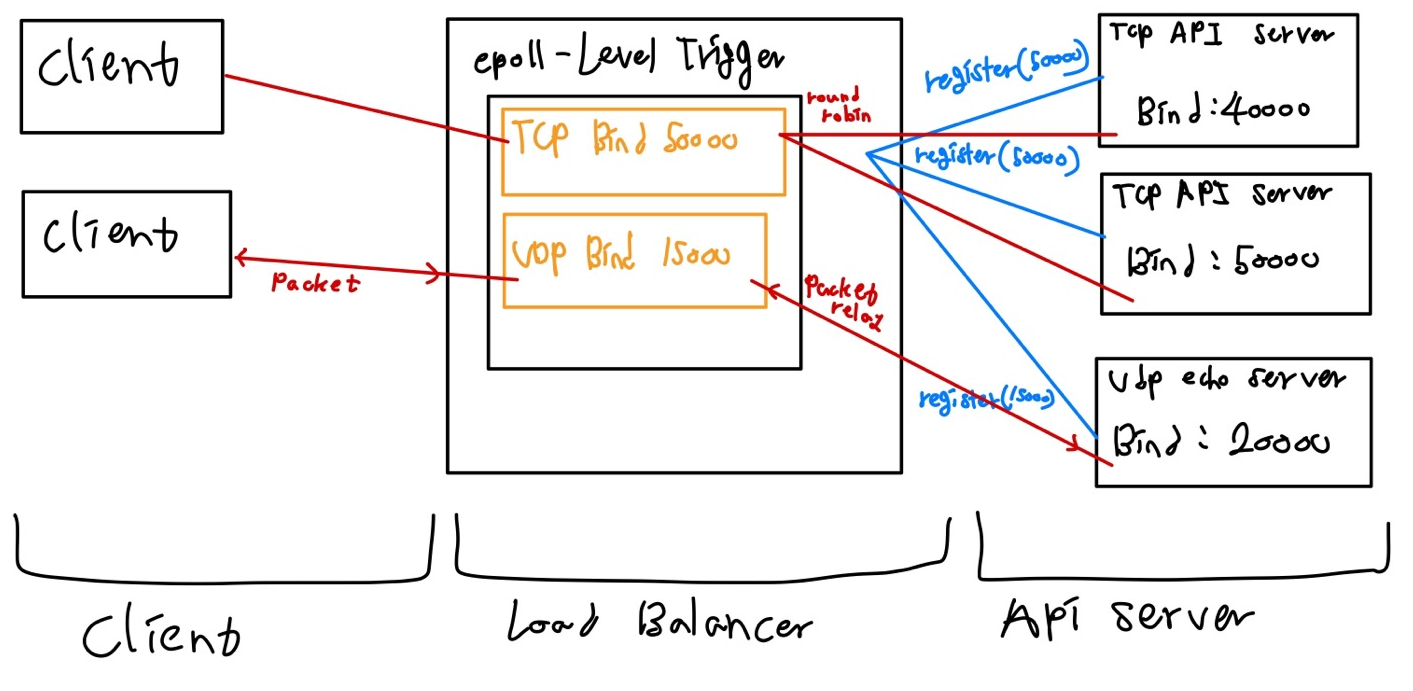 Client
Client
Packet
epoll-Level Trigger
TCP Bind 50000
UDP Bind 15000
round
robin
Packet
relay
register(50000)
register(50000)
register(15000)
Tcp API server
Bind:40000
Tcp API server
Bind : 50000
Udp echo server
Bind : 20000
Client
Load Balancer
Api server